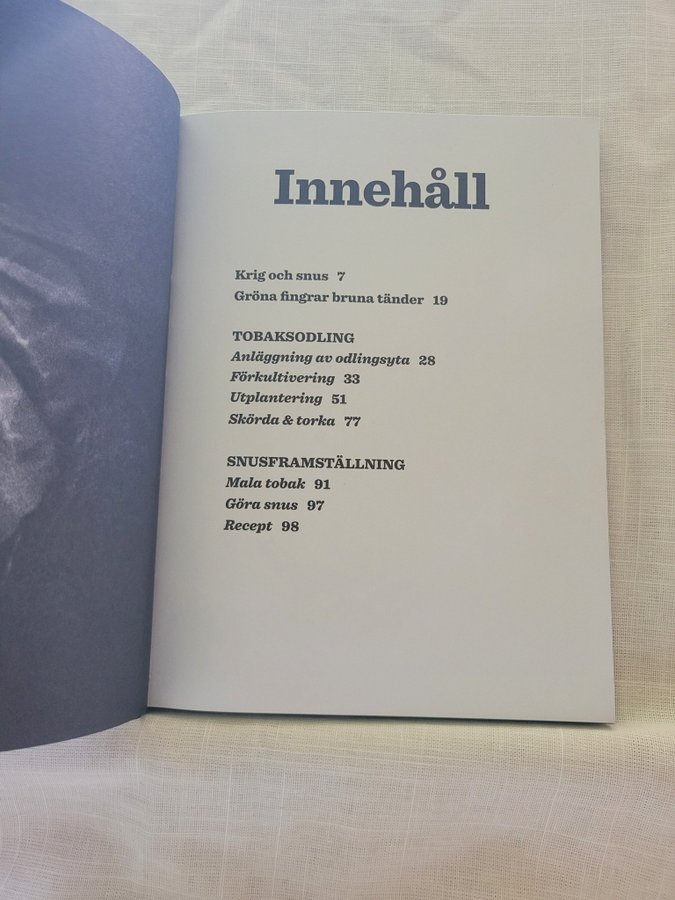 Innehåll
Krig och snus 7
Gröna fingrar bruna tänder 19
TOBAKSODLING
Anläggning av odlingsyta 28
Förkultivering 33
Utplantering 51
Skörda & torka 77
SNUSFRAMSTÄLLNING
Mala tobak 91
Göra snus 97
Recept 98